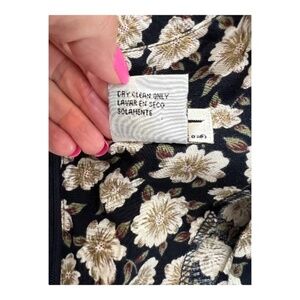 DRY CLEAN ONLY
LAVAR EN SECO
SOLAMENTE